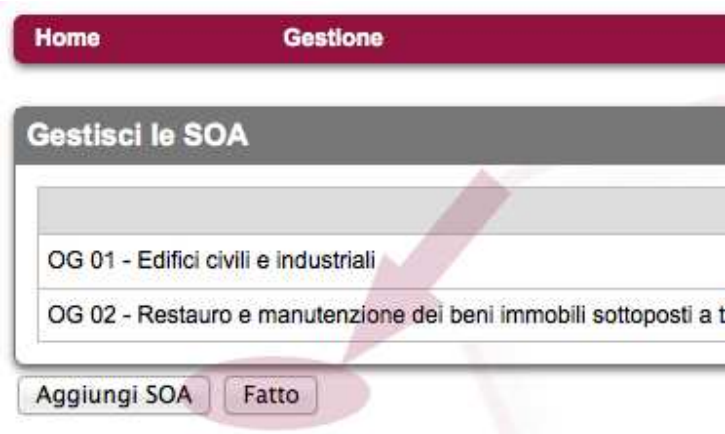 Home Gestione
Gestisci le SOA
OG 01 - Edifici civili e industriali
OG 02 - Restauro e manutenzione dei beni immobili sottoposti a t
Aggiungi SOA Fatto